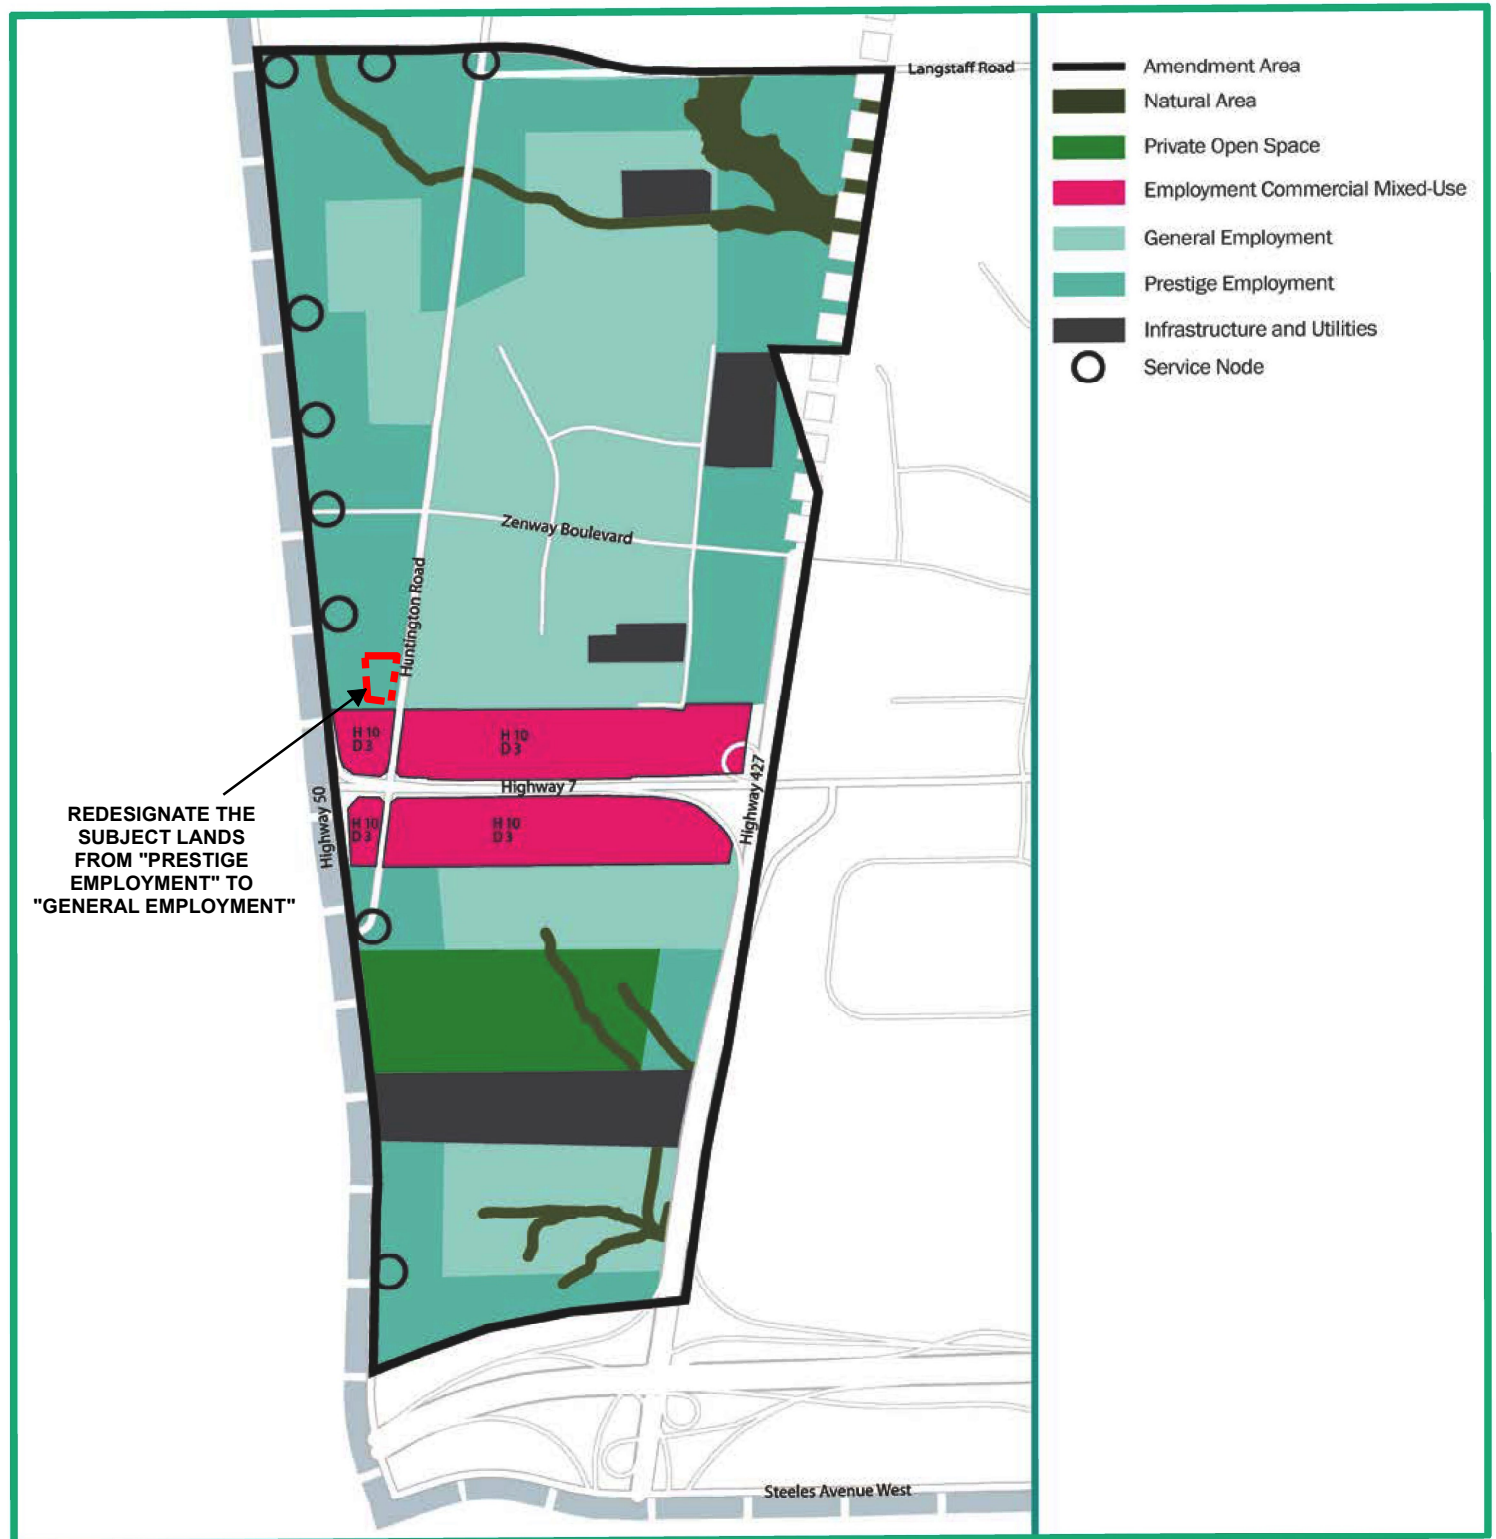 Langstaff Road
Amendment Area
Natural Area
Private Open Space
Employment Commercial Mixed-Use
General Employment
Prestige Employment
Infrastructure and Utilities
Service Node
Zenway Boulevard
Huntington Road
H 10
D 3
H 10
D 3
Highway 7
Highway 427
Highway 50
H 10
D 3
H 10
D 3
REDESIGNATE THE
SUBJECT LANDS
FROM "PRESTIGE
EMPLOYMENT" TO
"GENERAL EMPLOYMENT"
Steeles Avenue West